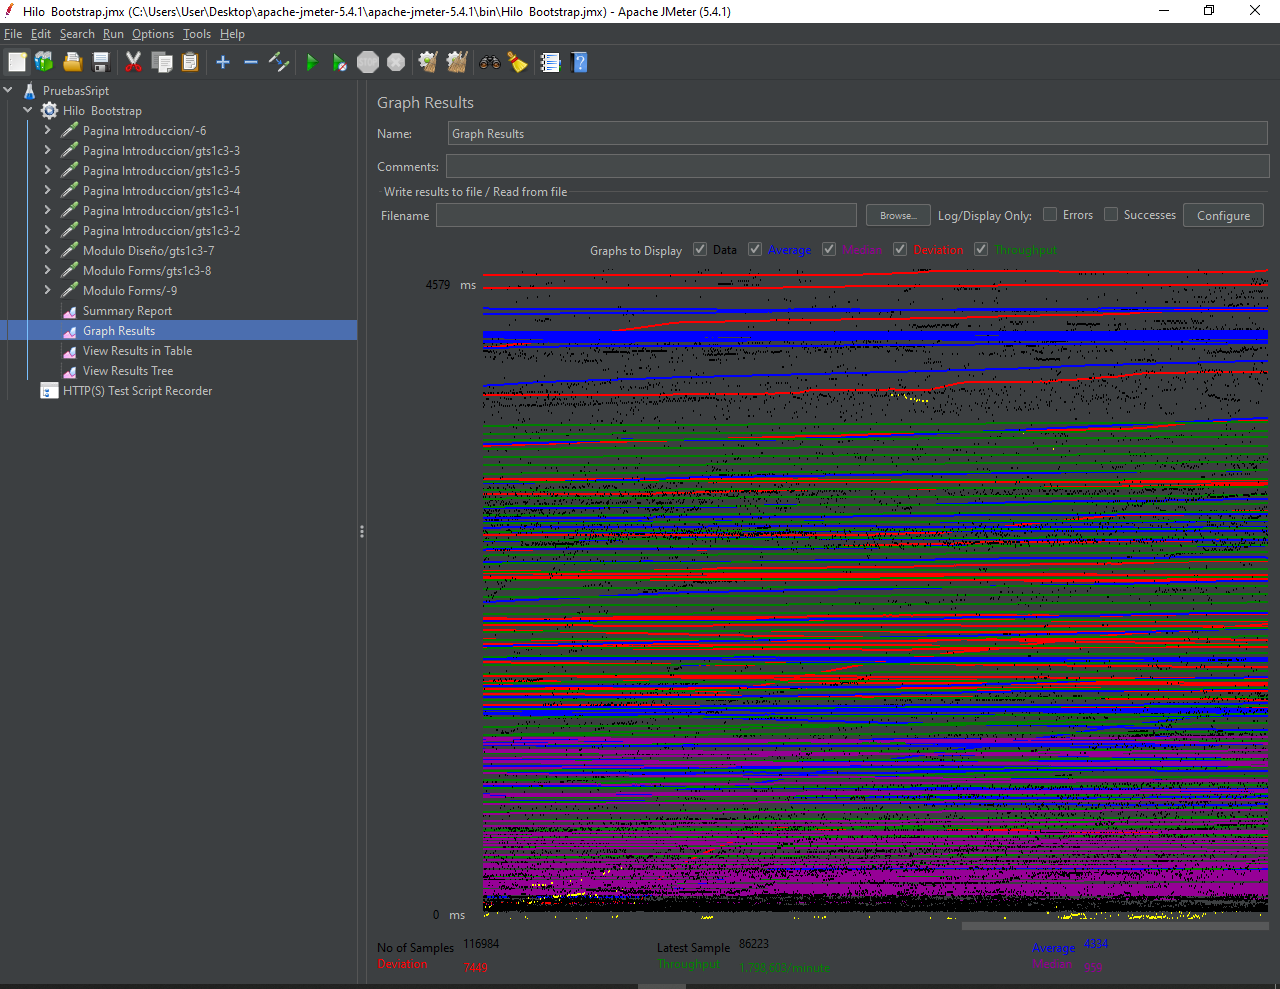 Hilo Bootstrap.jmx (C:\Users\User\Desktop\apache-jmeter-5.4.1\apache-jmeter-5.4.1\bin\Hilo Bootstrap.jmx) - Apache JMeter (5.4.1)
File Edit Search Run Options Tools Help
STOP
PruebasSript
Hilo Bootstrap
Pagina Introduccion/-6
Pagina Introduccion/gts1c3-3
Pagina Introduccion/gts1c3-5
Pagina Introduccion/gts1c3-4
Pagina Introduccion/gts1c3-1
Pagina Introduccion/gts1c3-2
Modulo Diseño/gts1c3-7
Modulo Forms/gts1c3-8
Modulo Forms/-9
Summary Report
Graph Results
View Results in Table
View Results Tree
HTTP(S) Test Script Recorder
Graph Results
Name: Graph Results
Comments:
Write results to file / Read from file
Filename Browse... Log/Display Only: Errors Successes Configure
Graphs to Display Data Average Median Deviation Throughput
4579 ms
0 ms
No of Samples 116984 Latest Sample 86223 Average 4334
Deviation 7449 Throughput 1,798.603/minute Median